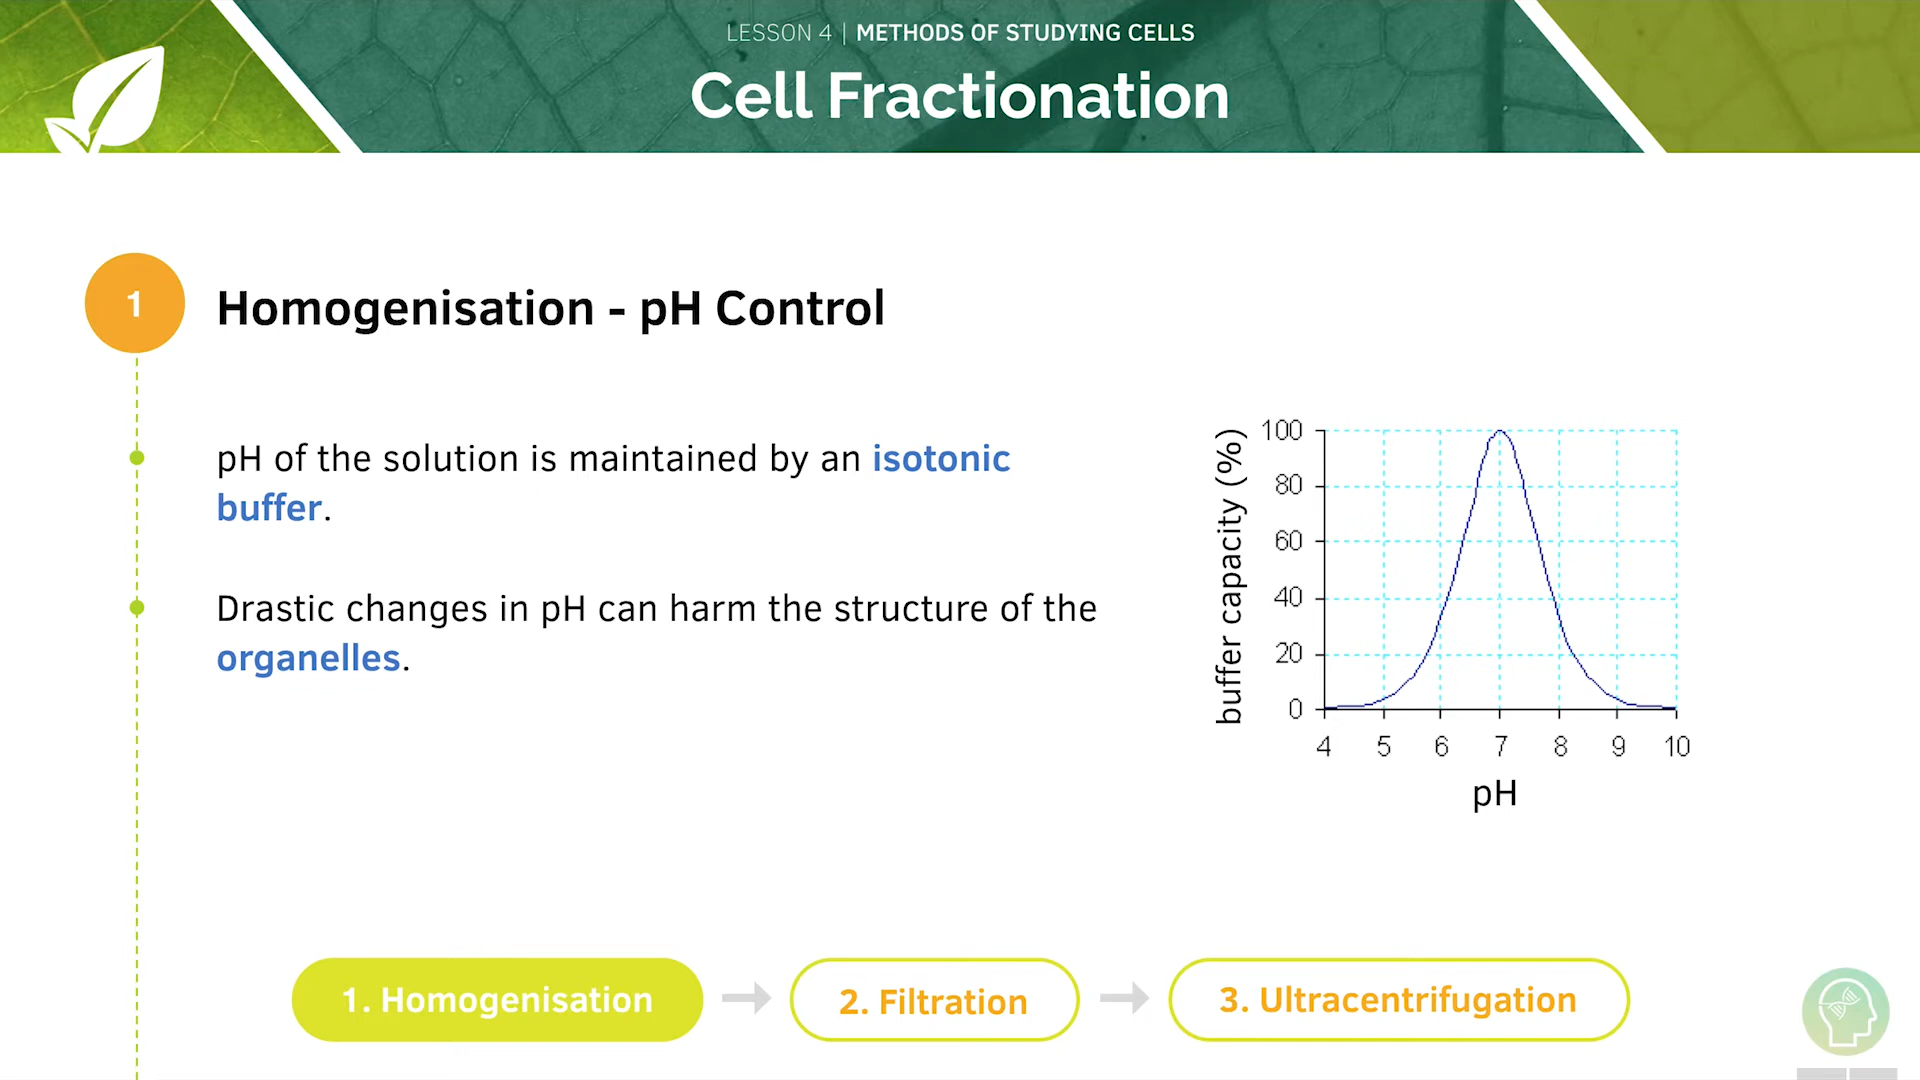 LESSON 4 | METHODS OF STUDYING CELLS
Cell Fractionation
1
Homogenisation - pH Control
pH of the solution is maintained by an isotonic
buffer.
Drastic changes in pH can harm the structure of the
organelles.
buffer capacity (%)
100
80
60
40
20
0
4 5 6 7 8 9 10
pH
1. Homogenisation
2. Filtration
3. Ultracentrifugation